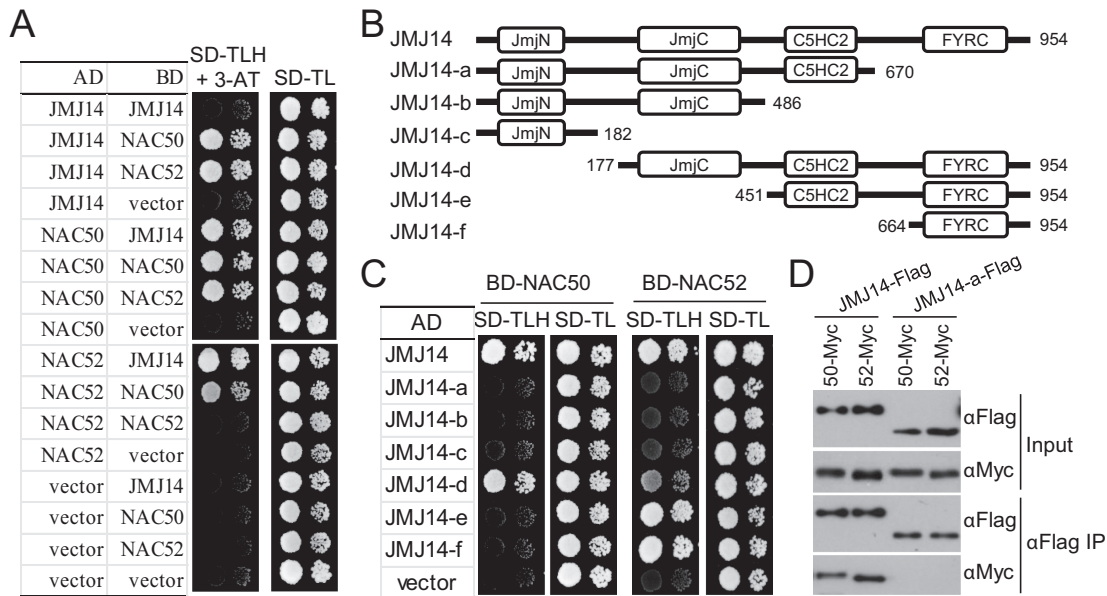 A
AD BD SD-TLH + 3-AT SD-TL
JMJ14 JMJ14
JMJ14 NAC50
JMJ14 NAC52
JMJ14 vector
NAC50 JMJ14
NAC50 NAC50
NAC50 NAC52
NAC50 vector
NAC52 JMJ14
NAC52 NAC50
NAC52 NAC52
NAC52 vector
vector JMJ14
vector NAC50
vector NAC52
vector vector
B
JMJ14 JmjN JmjC C5HC2 FYRC 954
JMJ14-a JmjN JmjC C5HC2 670
JMJ14-b JmjN JmjC 486
JMJ14-c JmjN 182
JMJ14-d 177 JmjC C5HC2 FYRC 954
JMJ14-e 451 C5HC2 FYRC 954
JMJ14-f 664 FYRC 954
C
BD-NAC50 BD-NAC52
AD SD-TLH SD-TL SD-TLH SD-TL
JMJ14
JMJ14-a
JMJ14-b
JMJ14-c
JMJ14-d
JMJ14-e
JMJ14-f
vector
D
JMJ14-Flag JMJ14-a-Flag
50-Myc 52-Myc 50-Myc 52-Myc
αFlag
αMyc
Input
αFlag
αMyc
αFlag IP